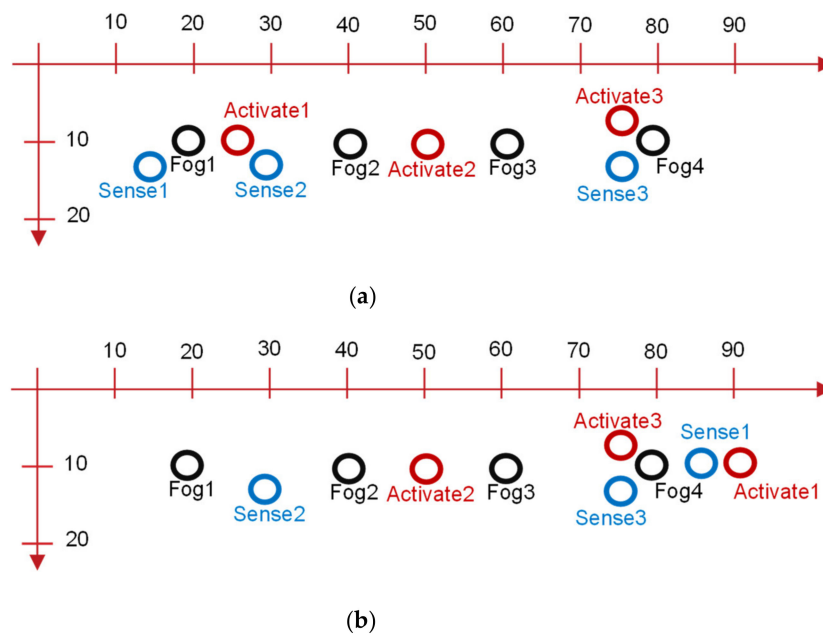 10 20 30 40 50 60 70 80 90
Activate1 Activate3
10
Fog1 Fog2 Activate2 Fog3 Fog4
Sense1 Sense2 Sense3
20
(a)
10 20 30 40 50 60 70 80 90
Activate3 Sense1
10
Fog1 Fog2 Activate2 Fog3 Fog4 Activate1
Sense2 Sense3
20
(b)